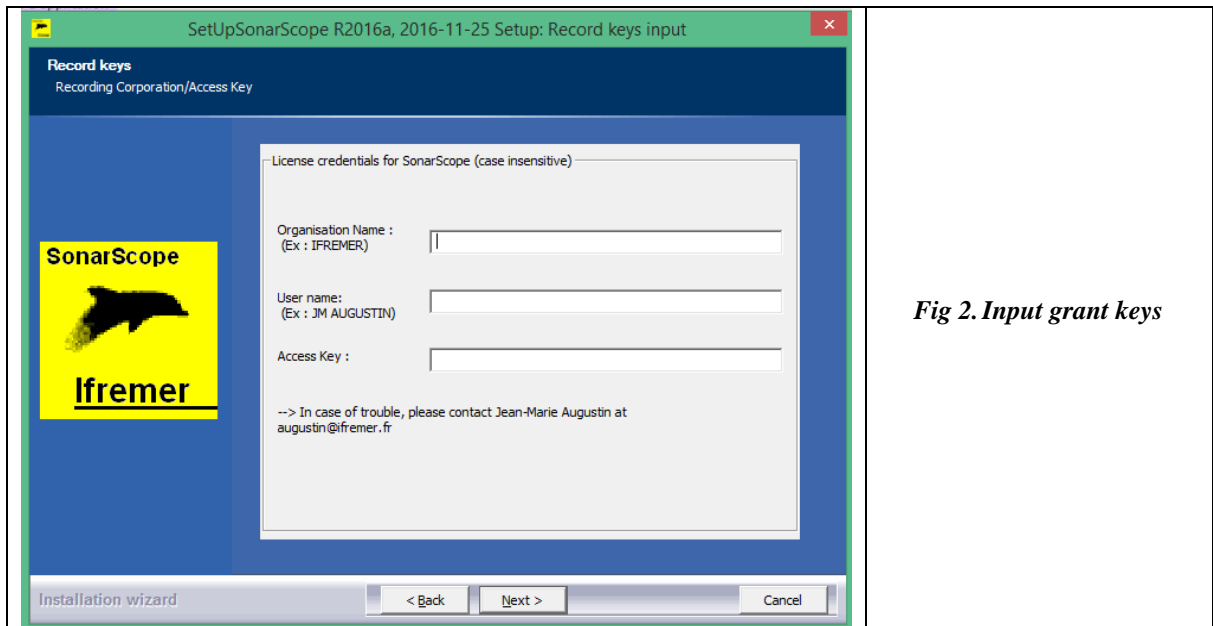 SetUpSonarScope R2016a, 2016-11-25 Setup: Record keys input
Record keys
Recording Corporation/Access Key
License credentials for SonarScope (case insensitive)
Organisation Name :
(Ex : IFREMER)
User name:
(Ex : JM AUGUSTIN)
Access Key :
--> In case of trouble, please contact Jean-Marie Augustin at
augustin@ifremer.fr
SonarScope
Ifremer
Installation wizard
< Back
Next >
Cancel
Fig 2. Input grant keys